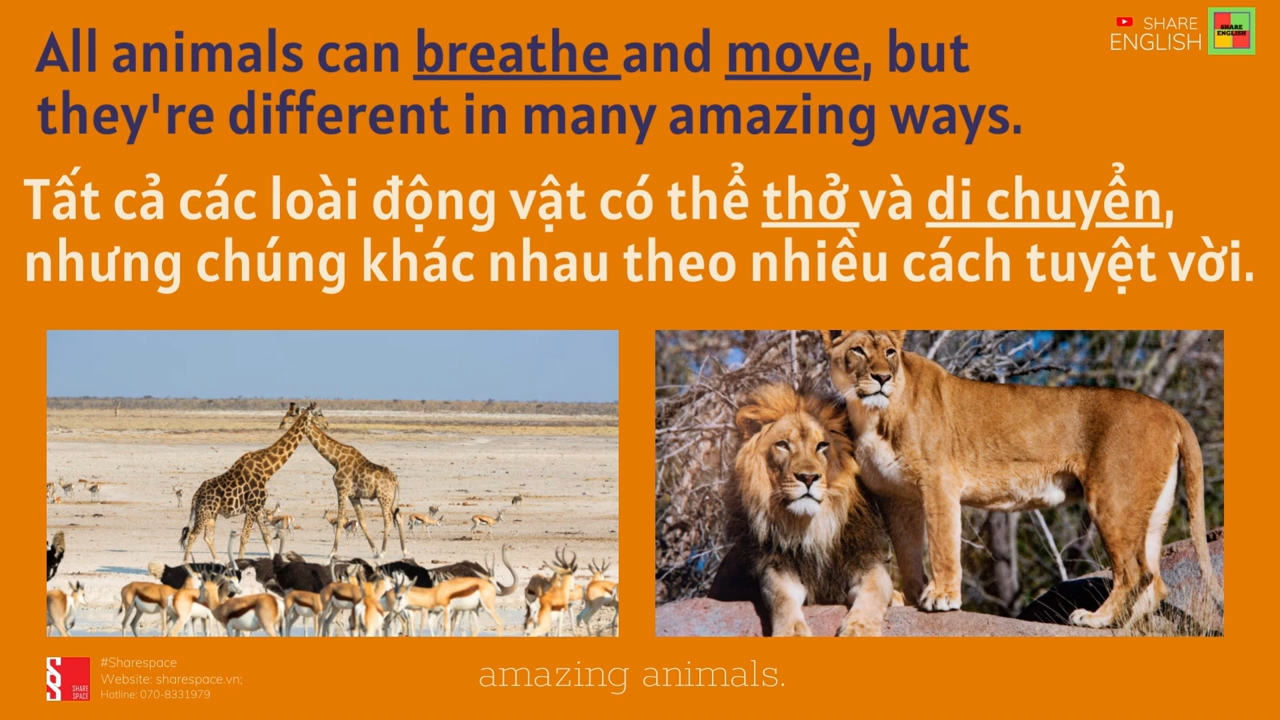 All animals can breathe and move, but
they're different in many amazing ways.
SHARE
ENGLISH
SHARE
ENGLISH
Tất cả các loài động vật có thể thở và di chuyển,
nhưng chúng khác nhau theo nhiều cách tuyệt vời.
#Sharespace
Website: sharespace.vn;
Hotline: 070-8331979
SHARE
SPACE
amazing animals.